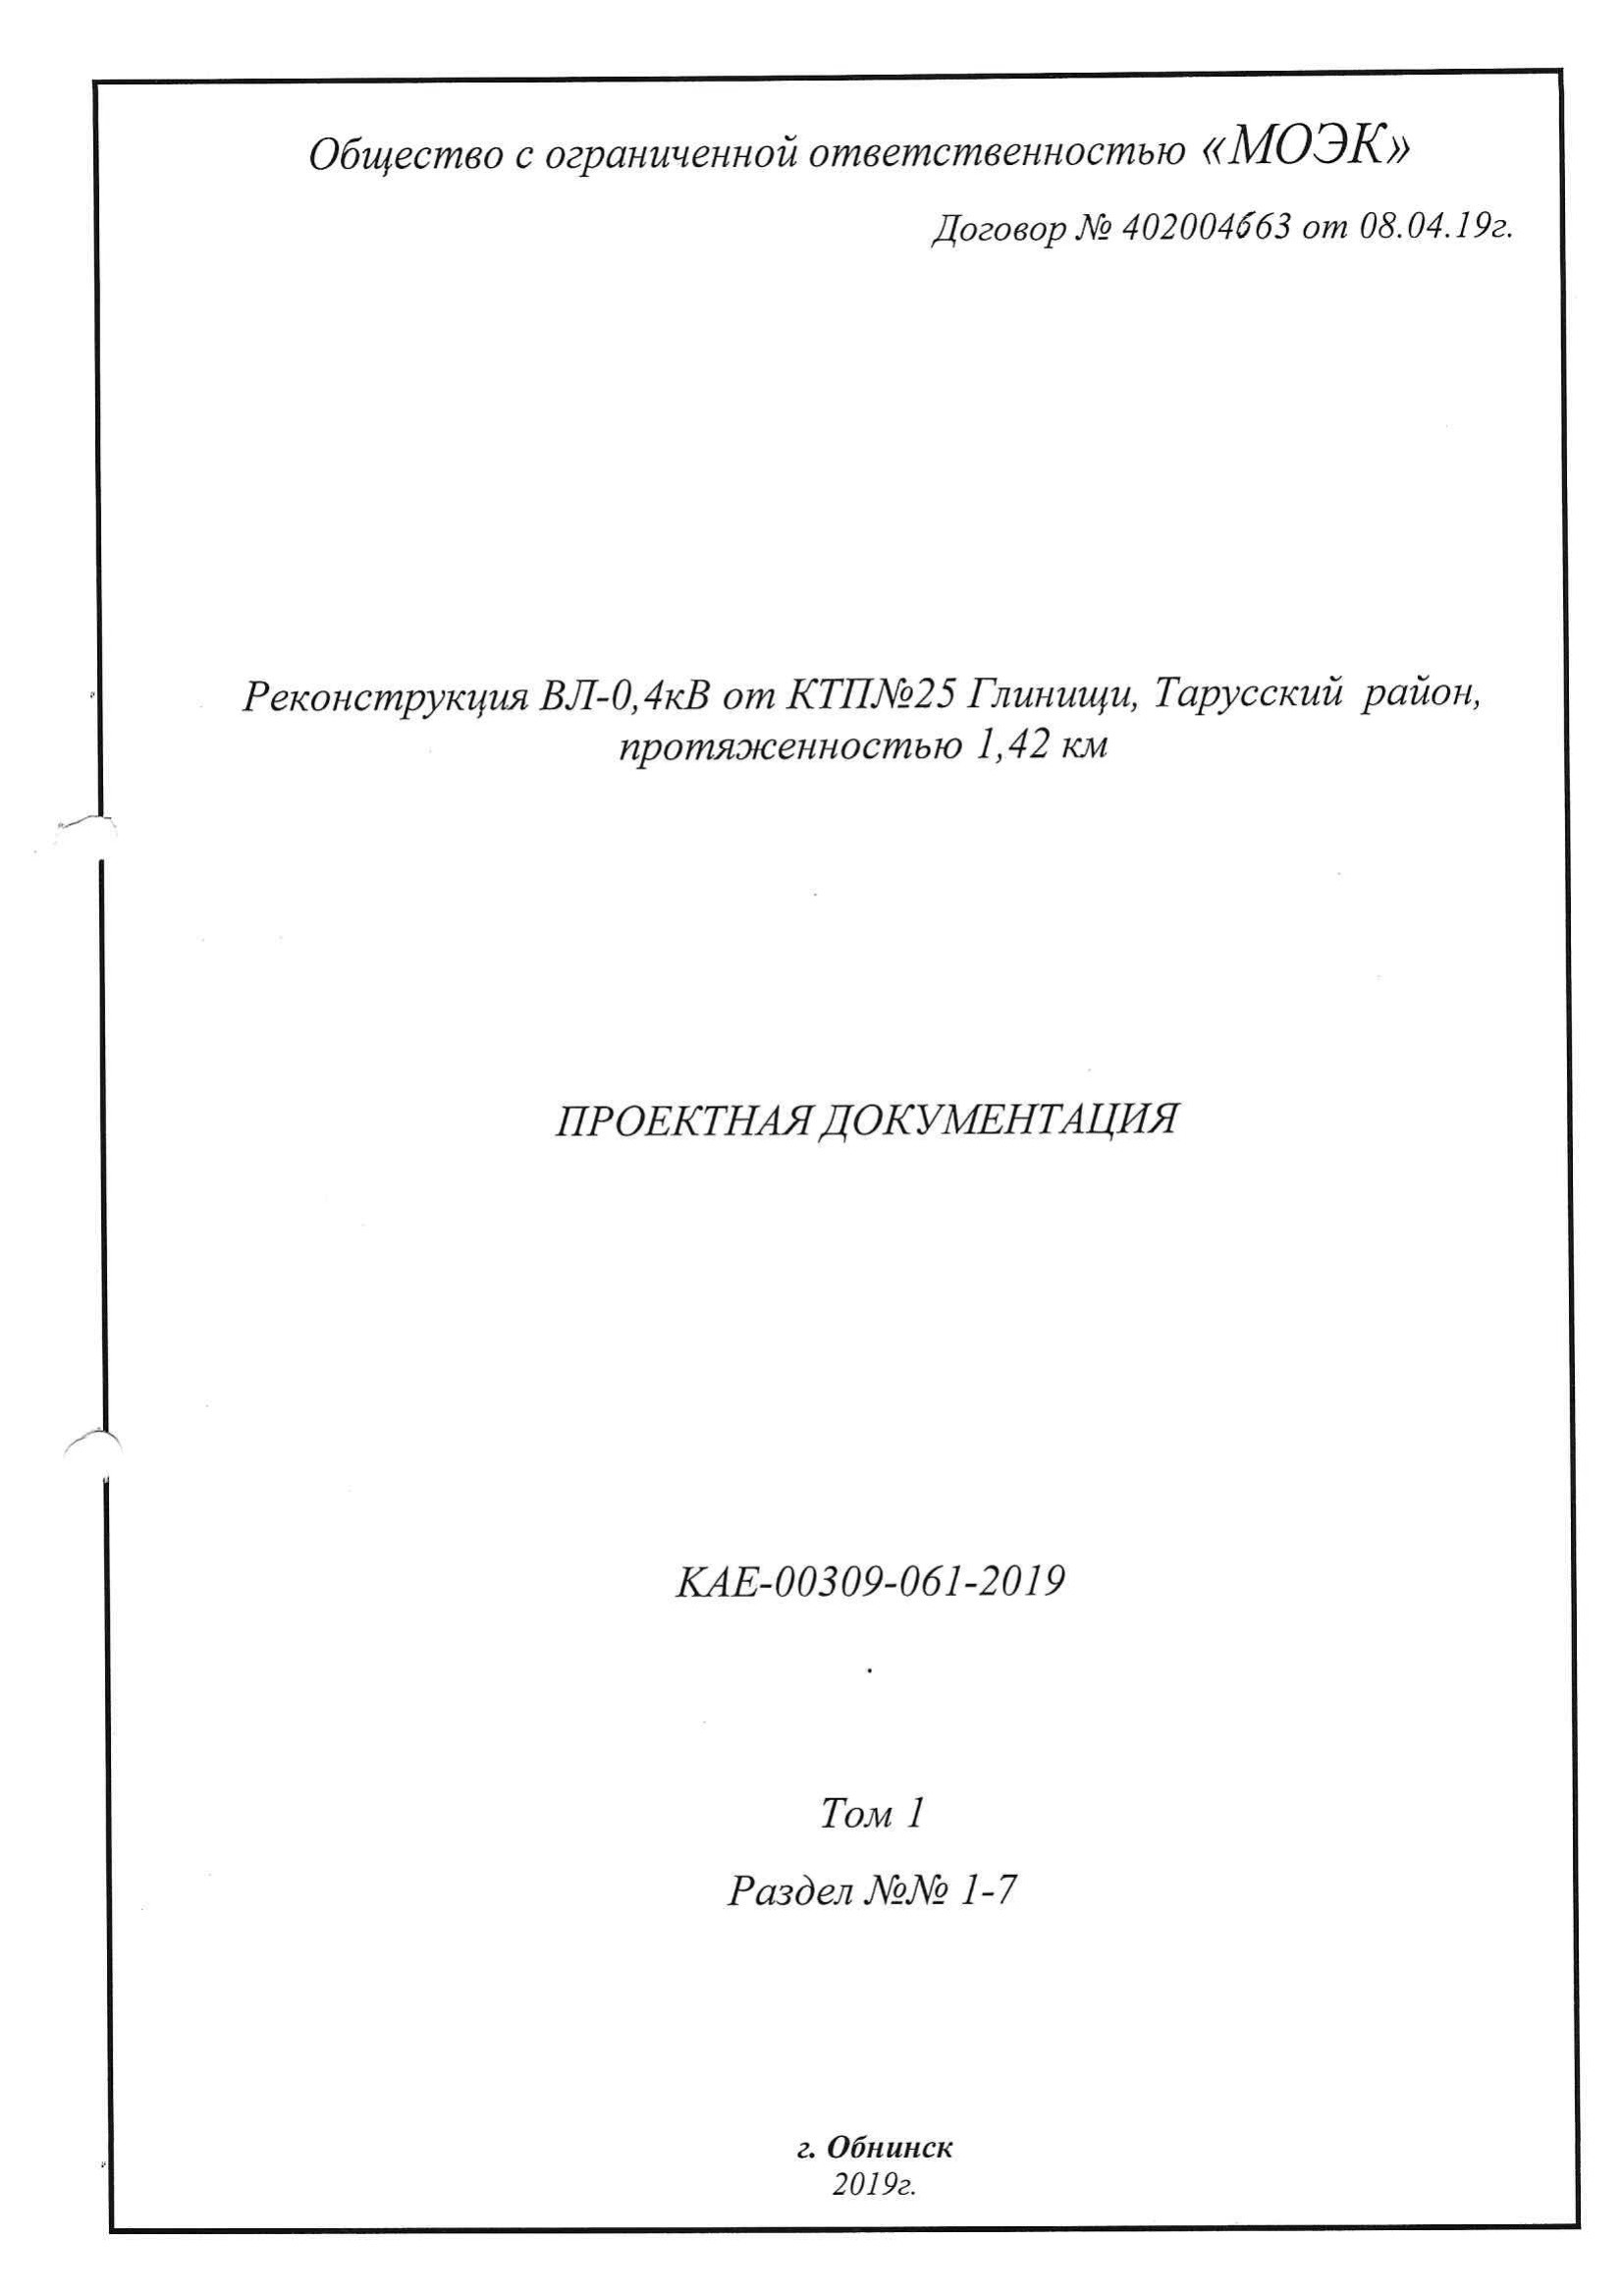 Общество с ограниченной ответственностью «МОЭК»
Договор № 402004663 от 08.04.19г.
Реконструкция ВЛ-0,4кВ от КТП№25 Глинищи, Тарусский район,
протяженностью 1,42 км
ПРОЕКТНАЯ ДОКУМЕНТАЦИЯ
КАЕ-00309-061-2019
Том 1
Раздел №№ 1-7
г. Обнинск
2019г.